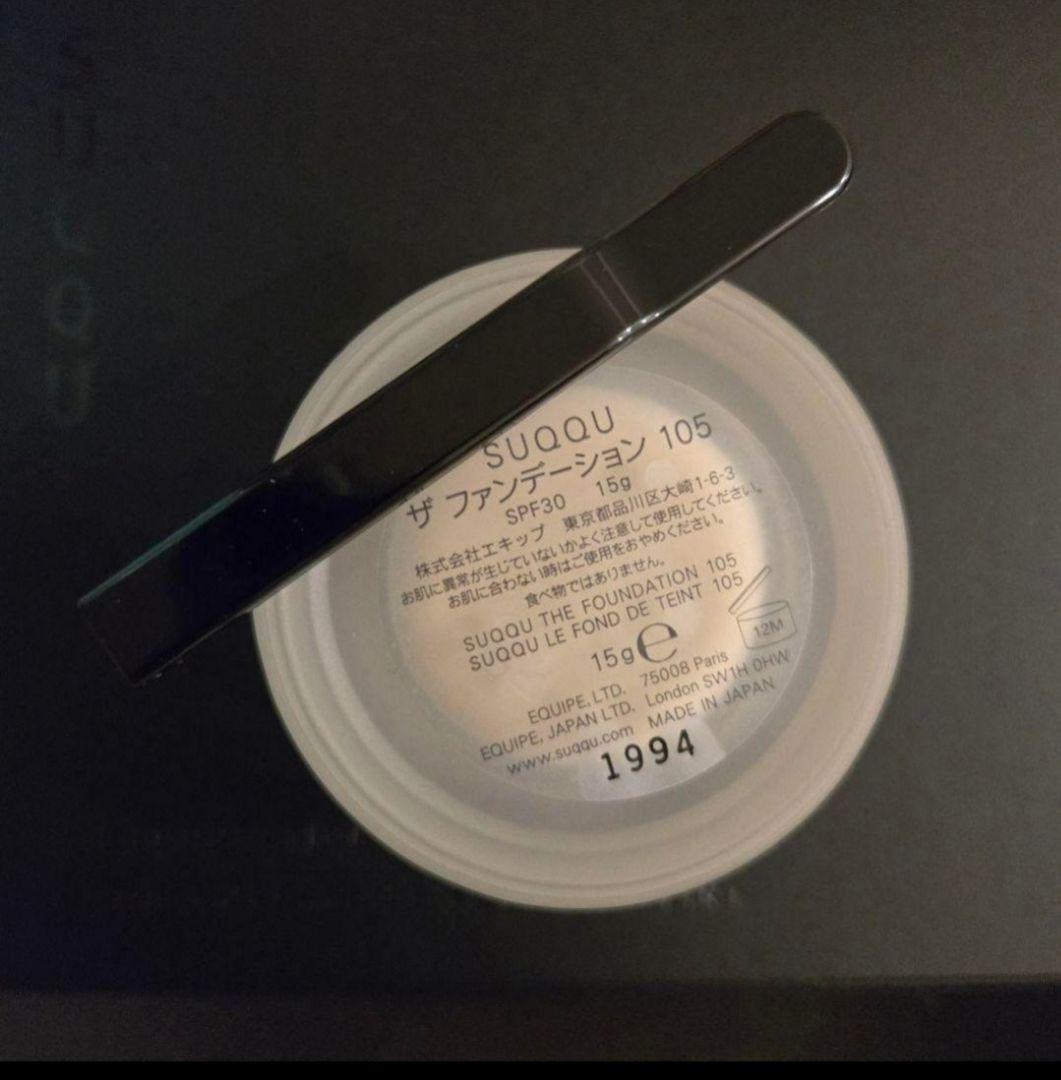 SUQQU
SUQQU
ザ ファンデーション 105
SPF30 15g
株式会社エキップ 東京都品川区大崎1-6-3
お肌に異常が生じていないかよく注意して使用してください。
お肌に合わない時はご使用をおやめください。
食べ物ではありません。
SUQQU THE FOUNDATION 105
SUQQU LE FOND DE TEINT 105
15g e
12M
EQUIPE, LTD. 75008 Paris
EQUIPE, JAPAN LTD. London SW1H 0HW
www.suqqu.com MADE IN JAPAN
1994